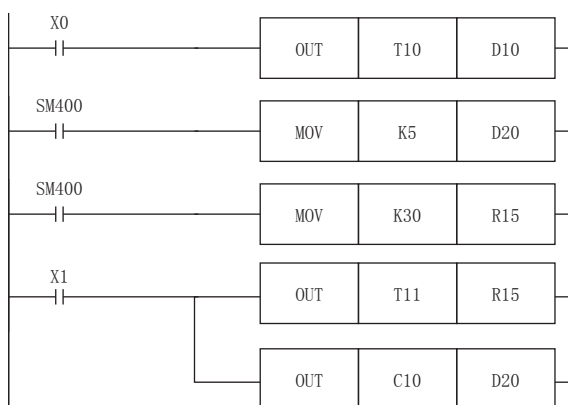 X0
OUT T10 D10
SM400
MOV K5 D20
SM400
MOV K30 R15
X1
OUT T11 R15
OUT C10 D20